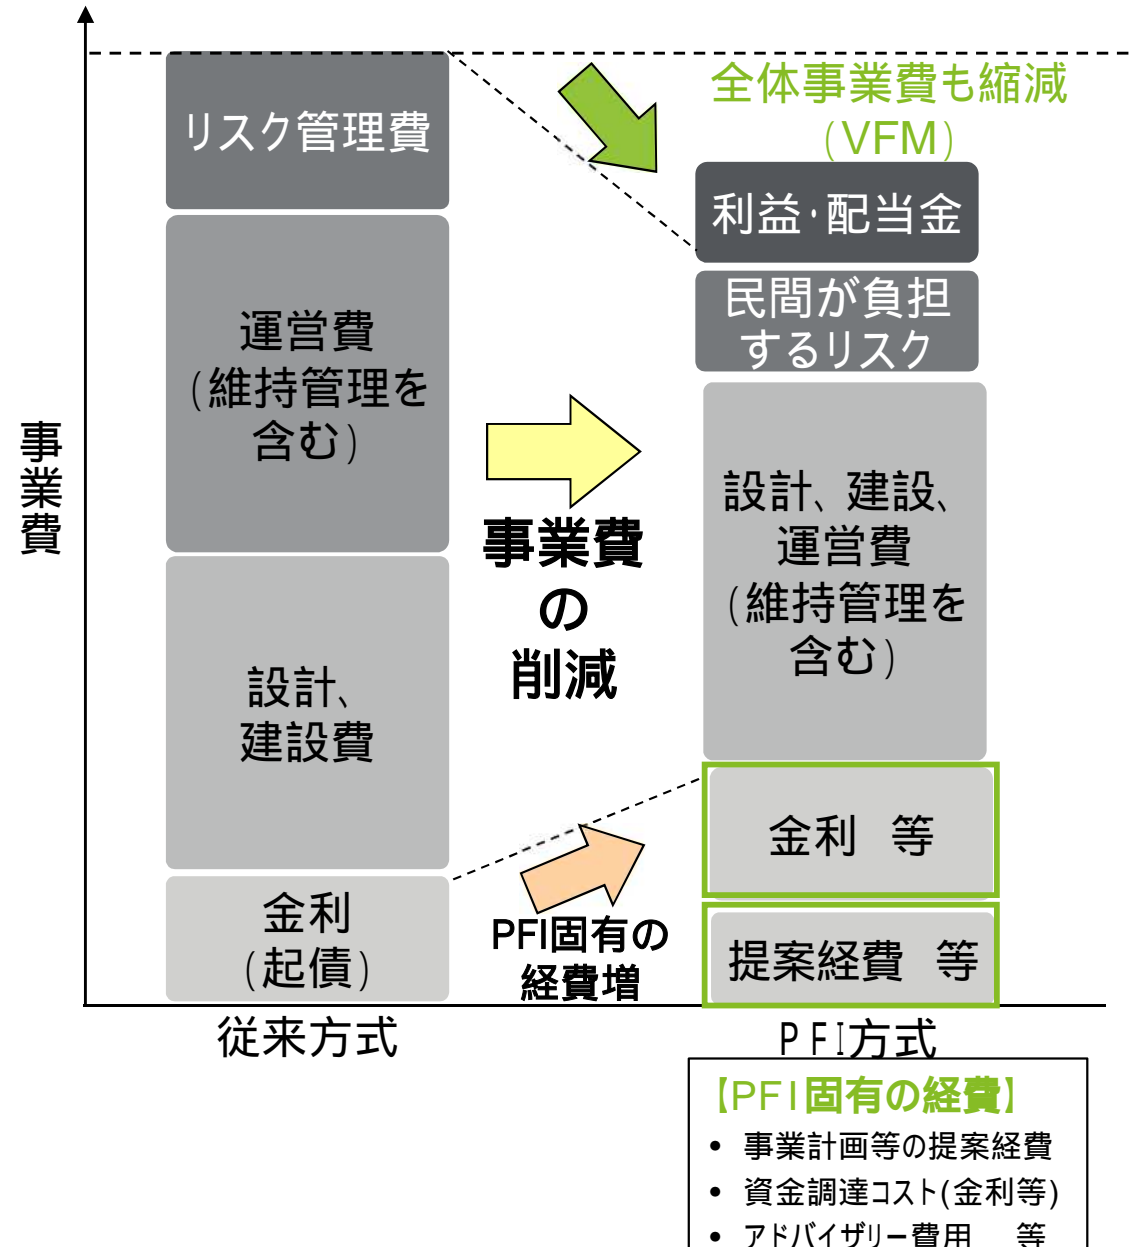 事業費
リスク管理費
運営費
(維持管理を
含む)
設計、
建設費
金利
(起債)
従来方式
事業費
の
削減
PFI固有の
経費増
全体事業費も縮減
(VFM)
利益・配当金
民間が負担
するリスク
設計、建設、
運営費
(維持管理を
含む)
金利 等
提案経費 等
PFI方式
【PFI固有の経費】
• 事業計画等の提案経費
• 資金調達コスト(金利等)
• アドバイザリー費用 等